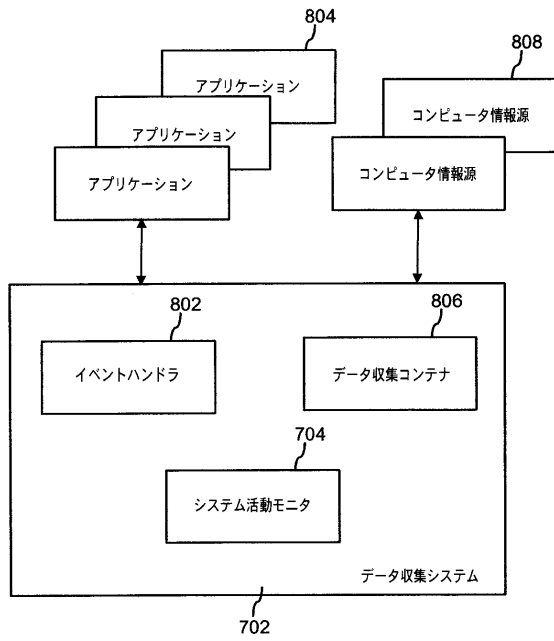 804
アプリケーション
アプリケーション
アプリケーション
808
コンピュータ情報源
コンピュータ情報源
802
イベントハンドラ
806
データ収集コンテナ
704
システム活動モニタ
データ収集システム
702